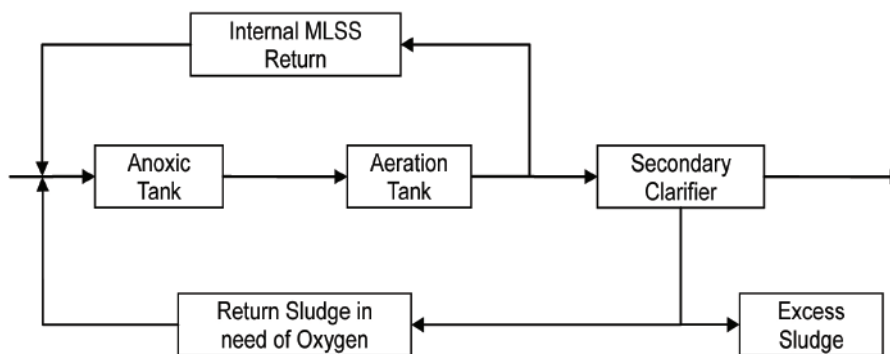 Internal MLSS
Return
Anoxic
Tank
Aeration
Tank
Secondary
Clarifier
Return Sludge in
need of Oxygen
Excess
Sludge